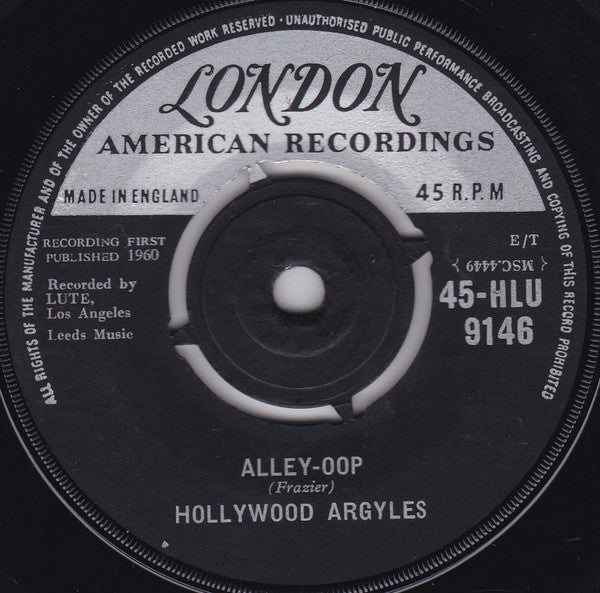 ALL RIGHTS OF THE MANUFACTURER AND OF THE OWNER OF THE RECORDED WORK RESERVED · UNAUTHORISED PUBLIC PERFORMANCE BROADCASTING AND COPYING OF THIS RECORD PROHIBITED
LONDON
AMERICAN RECORDINGS
MADE IN ENGLAND
45 R.P.M
RECORDING FIRST
PUBLISHED 1960
Recorded by
LUTE,
Los Angeles
Leeds Music
E/T
{ MSC.4449 }
45-HLU
9146
ALLEY-OOP
(Frazier)
HOLLYWOOD ARGYLES